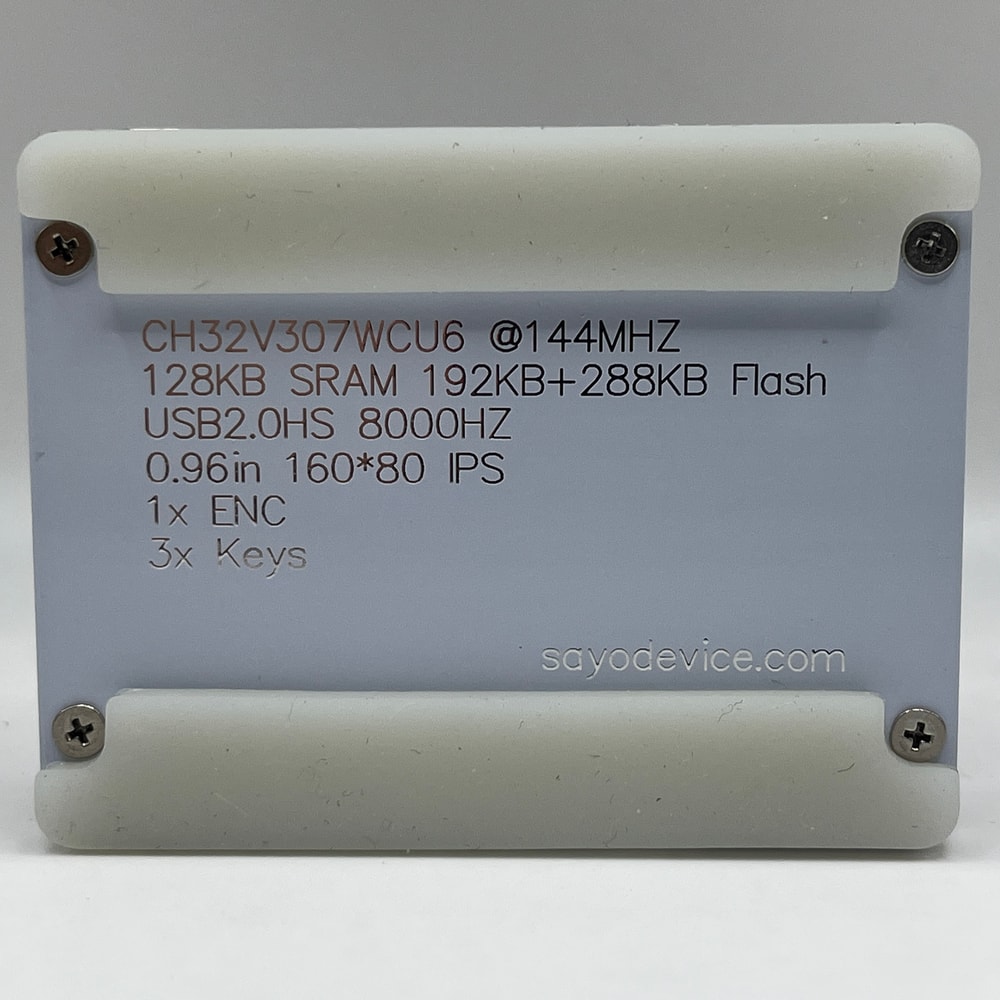 CH32V307WCU6 @144MHZ
128KB SRAM 192KB+288KB Flash
USB2.0HS 8000HZ
0.96in 160*80 IPS
1x ENC
3x Keys
sayodevice.com